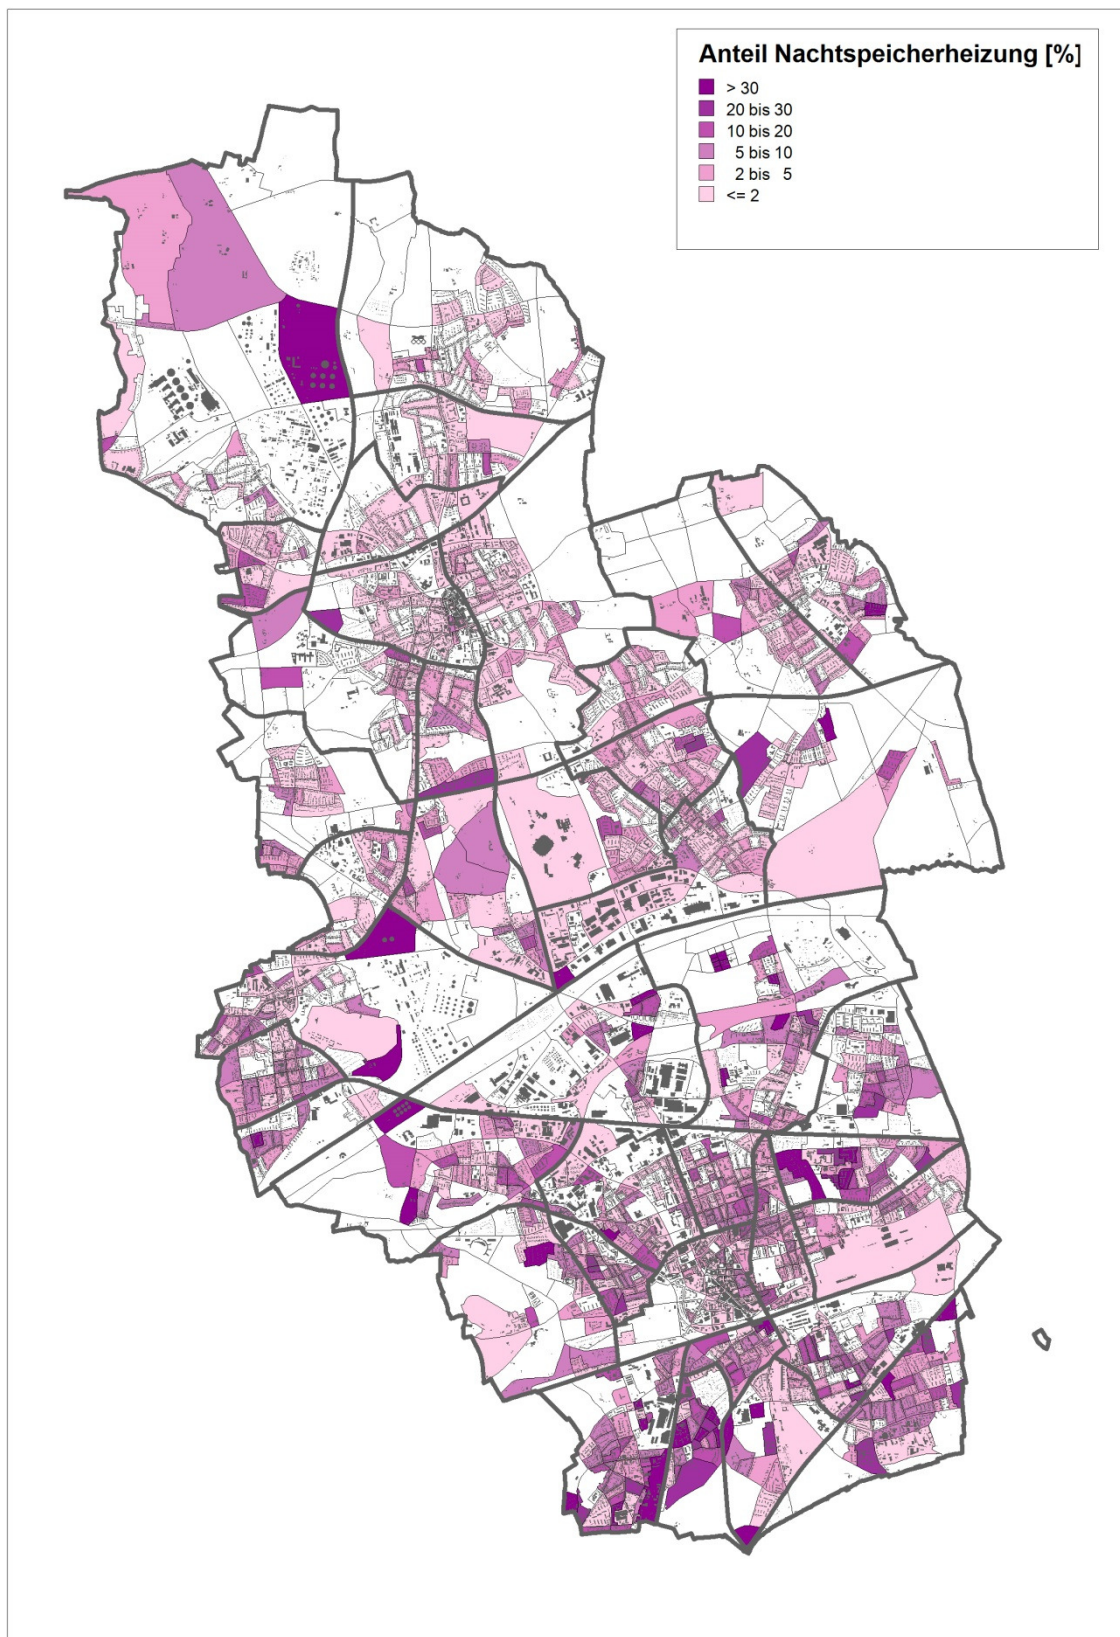 Anteil Nachtspeicherheizung [%]
> 30
20 bis 30
10 bis 20
5 bis 10
2 bis 5
<= 2